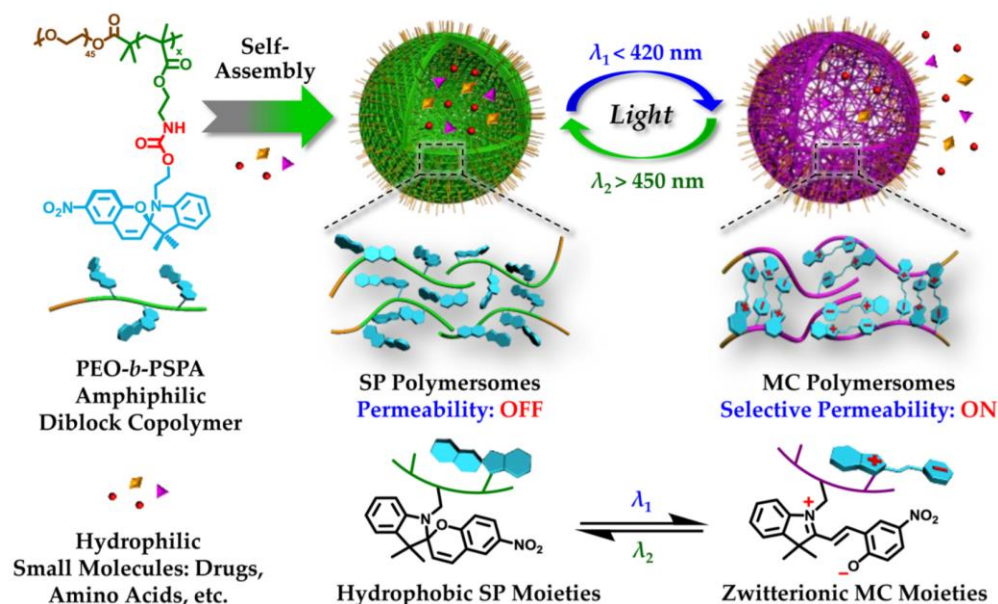 O
45
O
O
x
O
O
NH
O
O
O₂N
O
N
Self-
Assembly
λ₁ < 420 nm
Light
λ₂ > 450 nm
PEO-b-PSPA
Amphiphilic
Diblock Copolymer
SP Polymersomes
Permeability: OFF
MC Polymersomes
Selective Permeability: ON
Hydrophilic
Small Molecules: Drugs,
Amino Acids, etc.
N
O
NO₂
Hydrophobic SP Moieties
λ₁
λ₂
N
+
NO₂
O
−
Zwitterionic MC Moieties